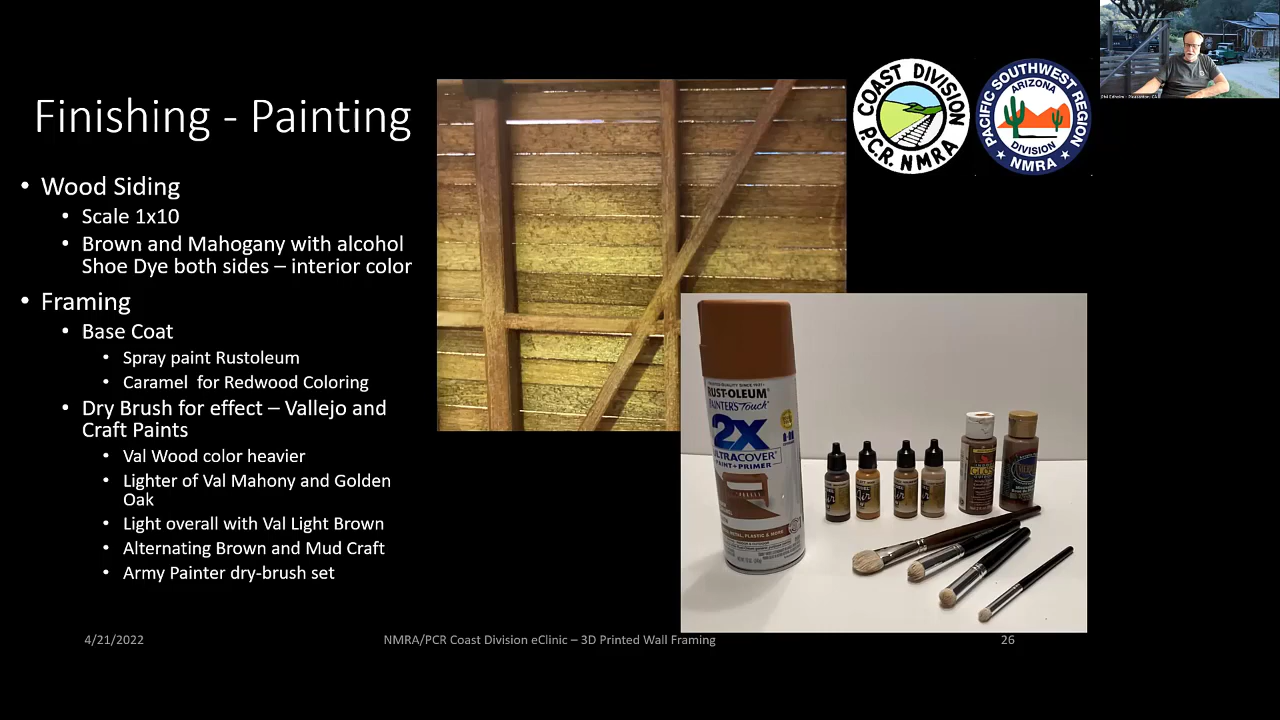 Finishing - Painting
• Wood Siding
• Scale 1x10
• Brown and Mahogany with alcohol
Shoe Dye both sides – interior color
• Framing
• Base Coat
• Spray paint Rustoleum
• Caramel for Redwood Coloring
• Dry Brush for effect – Vallejo and
Craft Paints
• Val Wood color heavier
• Lighter of Val Mahony and Golden
Oak
• Light overall with Val Light Brown
• Alternating Brown and Mud Craft
• Army Painter dry-brush set
COAST DIVISION
P.C.R. NMRA
PACIFIC SOUTHWEST REGION
ARIZONA
DIVISION
NMRA
RUST-OLEUM
PAINTER'S Touch
2X
ULTRACOVER
PAINT + PRIMER
4/21/2022
NMRA/PCR Coast Division eClinic – 3D Printed Wall Framing
26